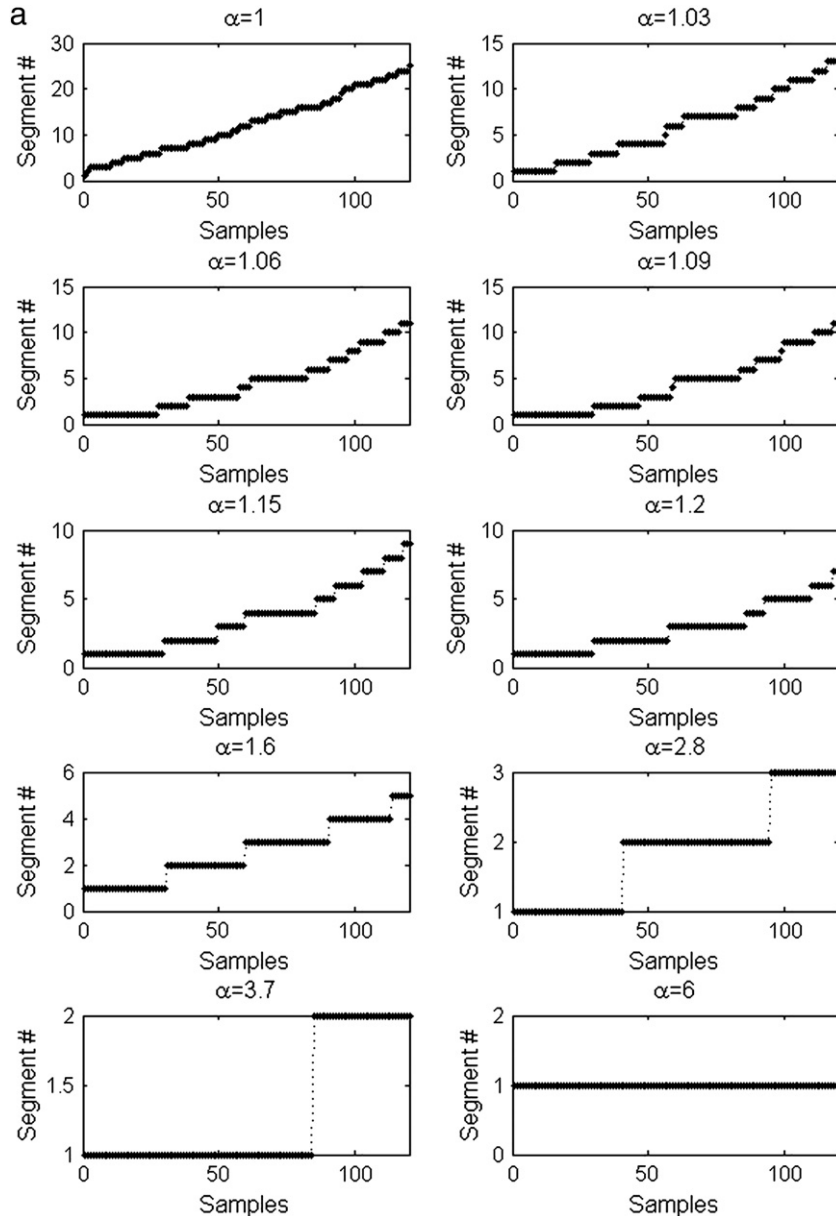 a
α=1
30
20
10
0
Segment #
0 50 100
Samples
α=1.03
15
10
5
0
Segment #
0 50 100
Samples
α=1.06
15
10
5
0
Segment #
0 50 100
Samples
α=1.09
15
10
5
0
Segment #
0 50 100
Samples
α=1.15
10
5
0
Segment #
0 50 100
Samples
α=1.2
10
5
0
Segment #
0 50 100
Samples
α=1.6
6
4
2
0
Segment #
0 50 100
Samples
α=2.8
3
2
1
Segment #
0 50 100
Samples
α=3.7
2
1.5
1
Segment #
0 50 100
Samples
α=6
2
1
0
Segment #
0 50 100
Samples